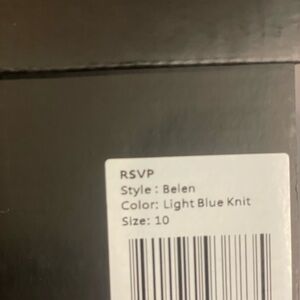 RSVP
Style : Belen
Color: Light Blue Knit
Size: 10